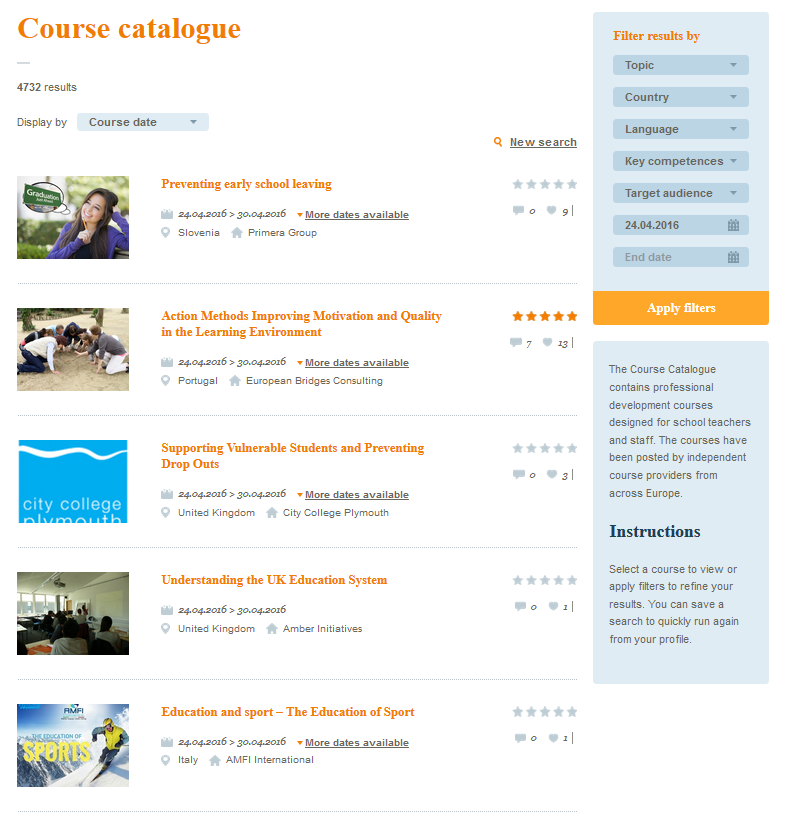 Course catalogue
4732 results
Display by Course date
New search
Graduation
Preventing early school leaving
24.04.2016 > 30.04.2016 More dates available
0 9 |
Slovenia Primera Group
Action Methods Improving Motivation and Quality
in the Learning Environment
24.04.2016 > 30.04.2016 More dates available
7 13 |
Portugal European Bridges Consulting
city college
plymouth
Supporting Vulnerable Students and Preventing
Drop Outs
24.04.2016 > 30.04.2016 More dates available
0 3 |
United Kingdom City College Plymouth
Understanding the UK Education System
24.04.2016 > 30.04.2016
0 1 |
United Kingdom Amber Initiatives
AMFI
THE EDUCATION OF
SPORTS
Education and sport – The Education of Sport
24.04.2016 > 30.04.2016 More dates available
0 1 |
Italy AMFI International
Filter results by
Topic
Country
Language
Key competences
Target audience
24.04.2016
End date
Apply filters
The Course Catalogue
contains professional
development courses
designed for school teachers
and staff. The courses have
been posted by independent
course providers from
across Europe.
Instructions
Select a course to view or
apply filters to refine your
results. You can save a
search to quickly run again
from your profile.